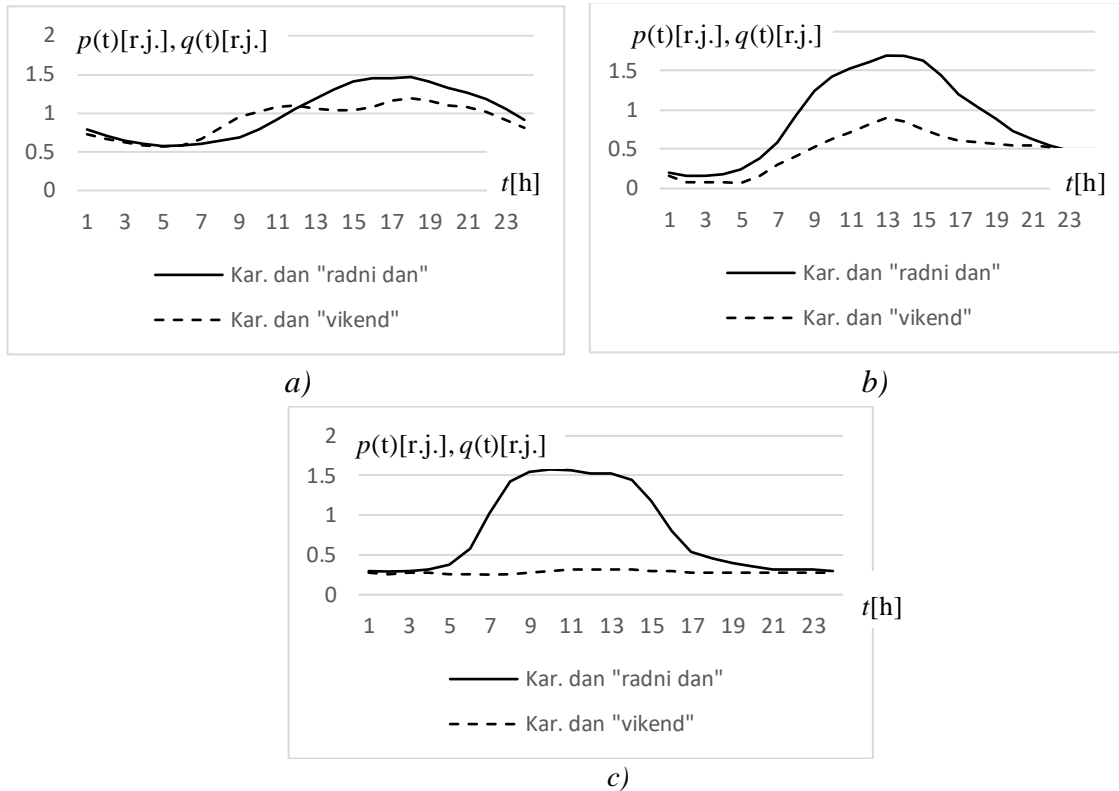 2
p(t)[r.j.], q(t)[r.j.]
1.5
1
0.5
0
t[h]
1 3 5 7 9 11 13 15 17 19 21 23
Kar. dan "radni dan"
Kar. dan "vikend"
a)
2
p(t)[r.j.], q(t)[r.j.]
1.5
1
0.5
0
t[h]
1 3 5 7 9 11 13 15 17 19 21 23
Kar. dan "radni dan"
Kar. dan "vikend"
b)
2
p(t)[r.j.], q(t)[r.j.]
1.5
1
0.5
0
t[h]
1 3 5 7 9 11 13 15 17 19 21 23
Kar. dan "radni dan"
Kar. dan "vikend"
c)